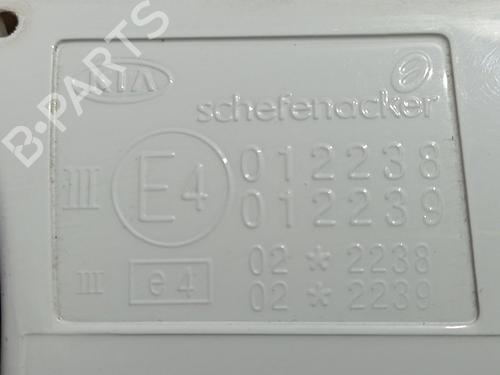 KIA
schefenacker
III E4 012238
012239
III e4 02*2238
02*2239
B-PARTS